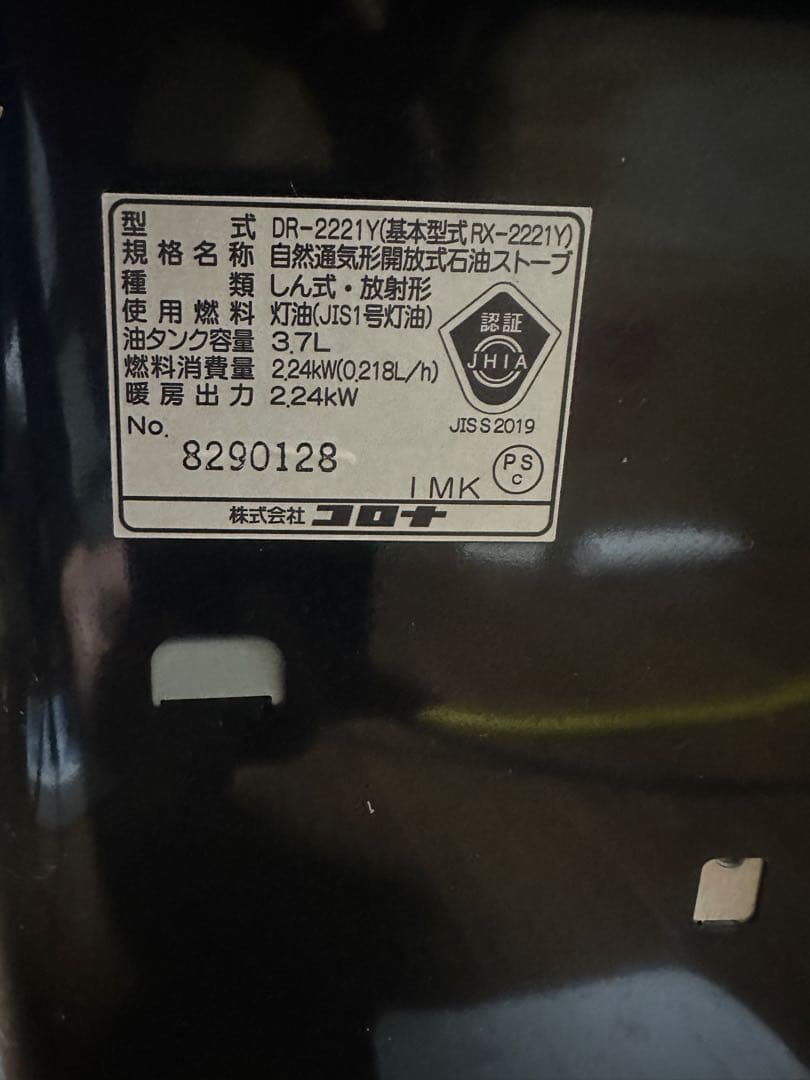 型式 DR-2221Y(基本型式RX-2221Y)
規格名称 自然通気形開放式石油ストーブ
種類 しん式・放射形
使用燃料 灯油(JIS1号灯油)
油タンク容量 3.7L
燃料消費量 2.24kW(0.218L/h)
暖房出力 2.24kW
認証
JHIA
JIS S 2019
No. 8290128
1MK
PS
C
株式会社 コロナ